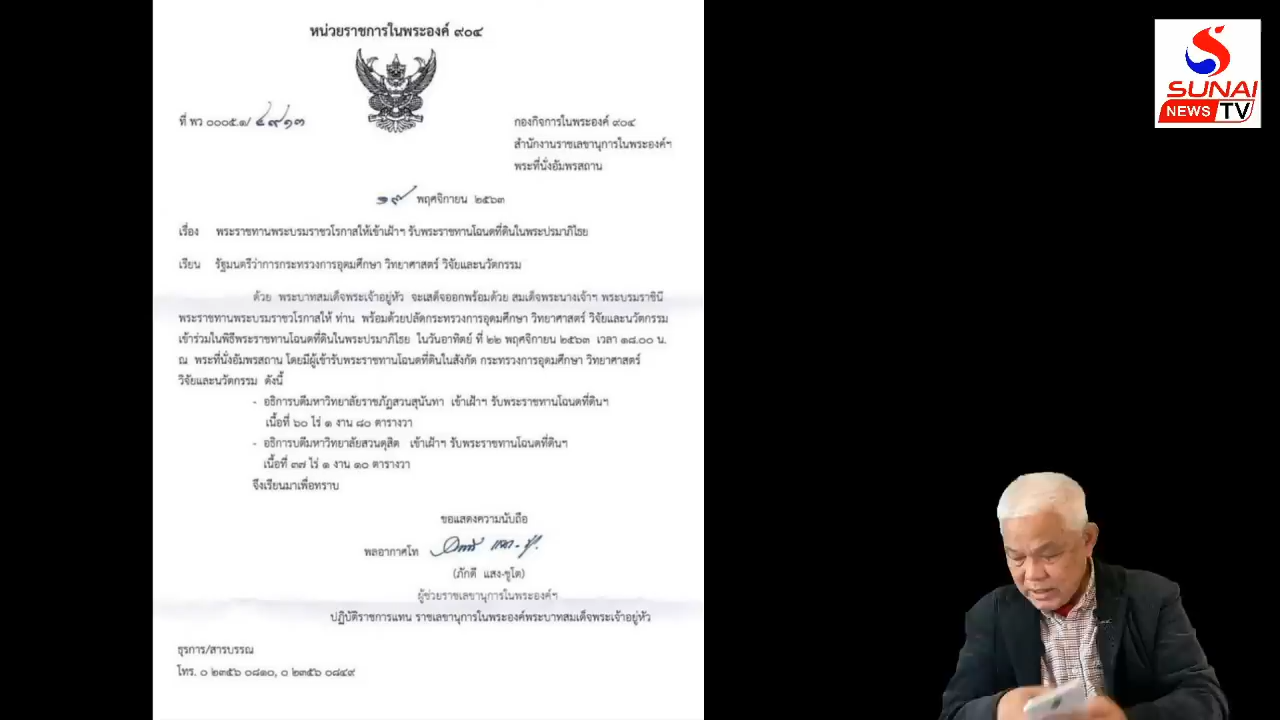 หน่วยราชการในพระองค์ ๙๐๔
ที่ พว ๐๐๐๕.๑/ ๔๙๑๓
กองกิจการในพระองค์ ๙๐๔
สำนักงานราชเลขานุการในพระองค์ฯ
พระที่นั่งอัมพรสถาน
๑๙ พฤศจิกายน ๒๕๖๓
เรื่อง พระราชทานพระบรมราชวโรกาสให้เข้าเฝ้าฯ รับพระราชทานโฉนดที่ดินในพระปรมาภิไธย
เรียน รัฐมนตรีว่าการกระทรวงการอุดมศึกษา วิทยาศาสตร์ วิจัยและนวัตกรรม
ด้วย พระบาทสมเด็จพระเจ้าอยู่หัว จะเสด็จออกพร้อมด้วย สมเด็จพระนางเจ้าฯ พระบรมราชินี
พระราชทานพระบรมราชวโรกาสให้ ท่าน พร้อมด้วยปลัดกระทรวงการอุดมศึกษา วิทยาศาสตร์ วิจัยและนวัตกรรม
เข้าร่วมในพิธีพระราชทานโฉนดที่ดินในพระปรมาภิไธย ในวันอาทิตย์ ที่ ๒๒ พฤศจิกายน ๒๕๖๓ เวลา ๑๘.๐๐ น.
ณ พระที่นั่งอัมพรสถาน โดยมีผู้เข้ารับพระราชทานโฉนดที่ดินในสังกัด กระทรวงการอุดมศึกษา วิทยาศาสตร์
วิจัยและนวัตกรรม ดังนี้
- อธิการบดีมหาวิทยาลัยราชภัฏสวนสุนันทา เข้าเฝ้าฯ รับพระราชทานโฉนดที่ดินฯ
เนื้อที่ ๖๐ ไร่ ๑ งาน ๘๐ ตารางวา
- อธิการบดีมหาวิทยาลัยสวนดุสิต เข้าเฝ้าฯ รับพระราชทานโฉนดที่ดินฯ
เนื้อที่ ๓๗ ไร่ ๑ งาน ๑๐ ตารางวา
จึงเรียนมาเพื่อทราบ
ขอแสดงความนับถือ
พลอากาศโท
(ภักดี แสง-ชูโต)
ผู้ช่วยราชเลขานุการในพระองค์ฯ
ปฏิบัติราชการแทน ราชเลขานุการในพระองค์พระบาทสมเด็จพระเจ้าอยู่หัว
ธุรการ/สารบรรณ
โทร. ๐ ๒๓๕๖ ๐๘๑๐, ๐ ๒๓๕๖ ๐๘๔๙
SUNAI
NEWS TV